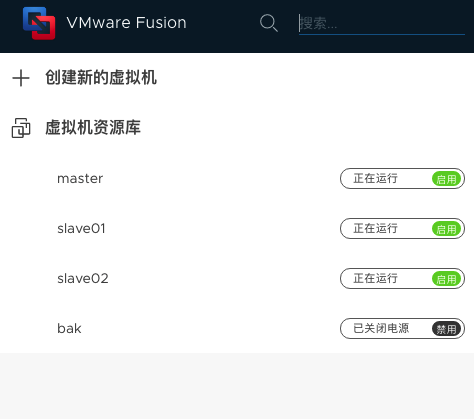 VMware Fusion
搜索...
创建新的虚拟机
虚拟机资源库
master 正在运行 启用
slave01 正在运行 启用
slave02 正在运行 启用
bak 已关闭电源 禁用